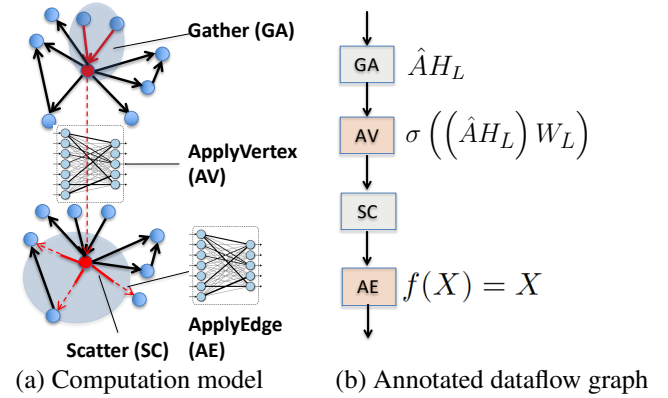 Gather (GA)
ApplyVertex
(AV)
ApplyEdge
(AE)
Scatter (SC)
(a) Computation model
GA
ÂH_L
AV
σ((ÂH_L)W_L)
SC
AE
f(X) = X
(b) Annotated dataflow graph